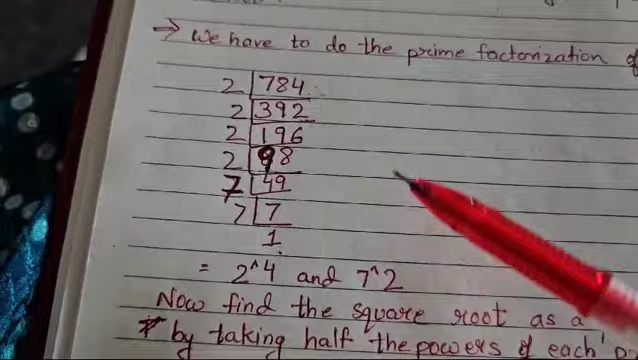 → We have to do the prime factorization of
2 | 784
2 | 392
2 | 196
2 | 98
7 | 49
7 | 7
1
= 2^4 and 7^2
Now find the square root as a
by taking half the powers of each